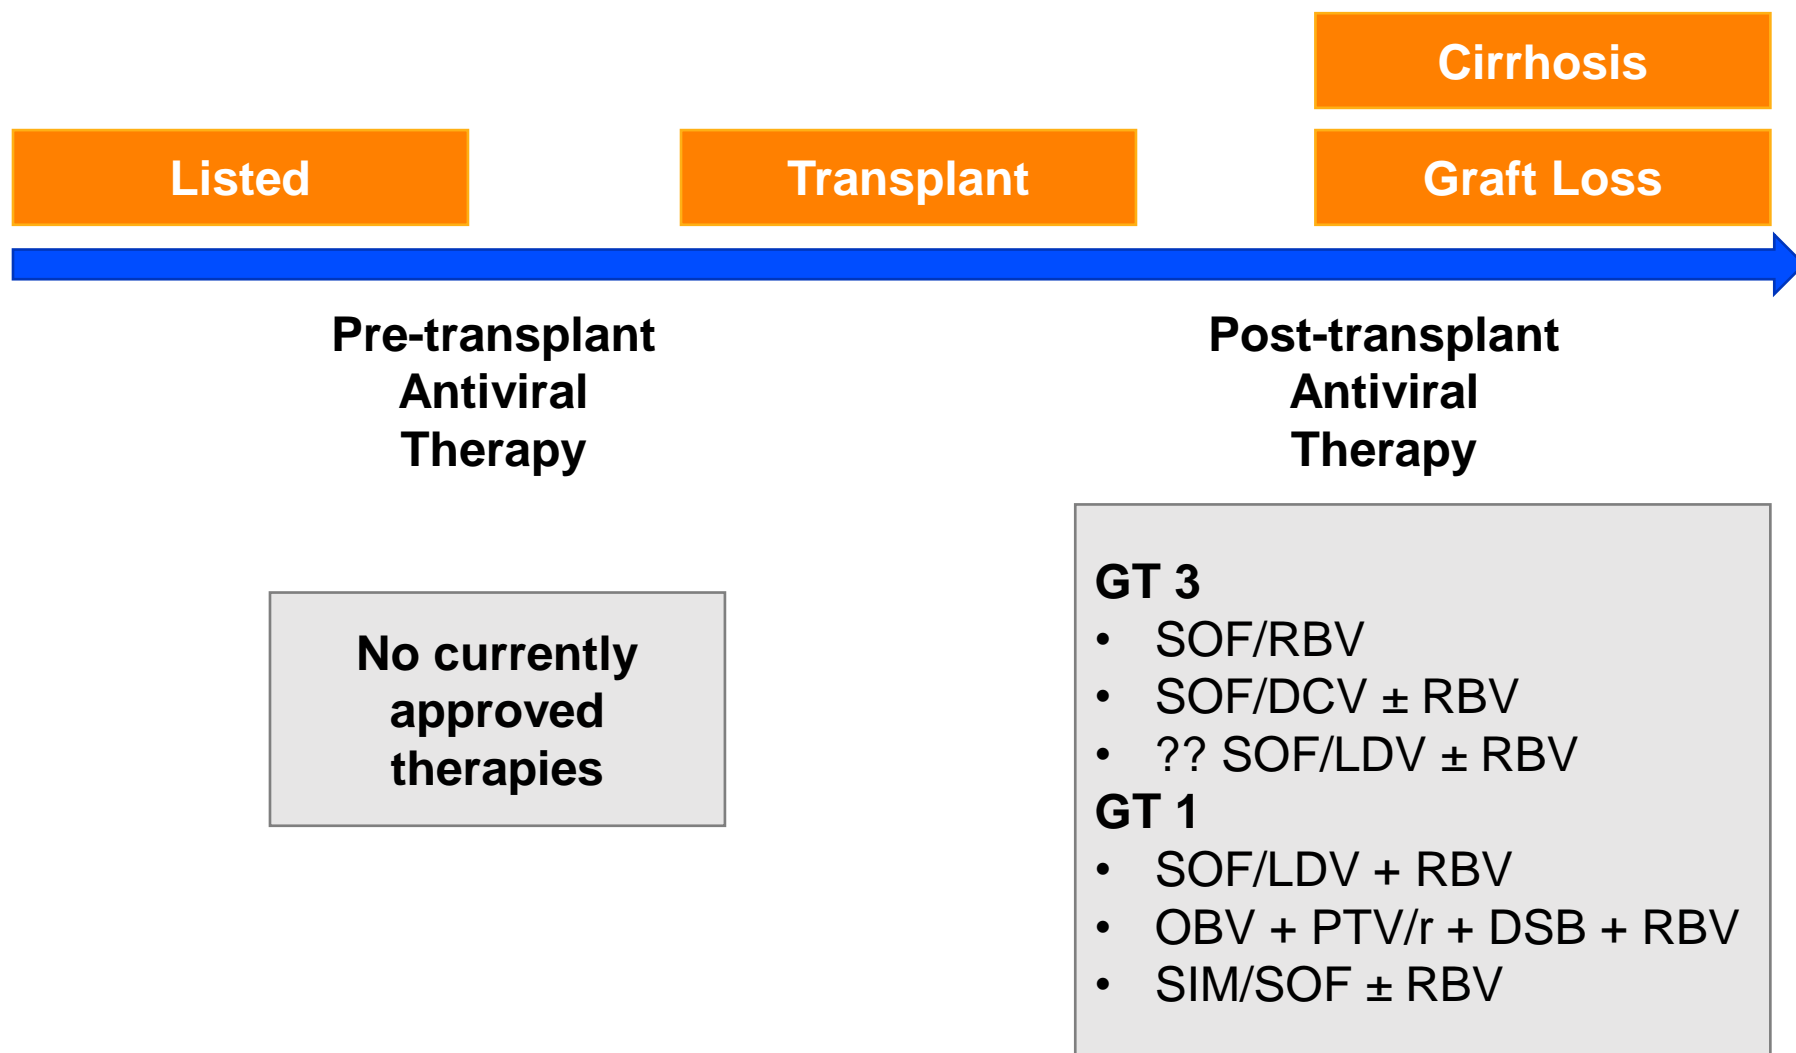 Cirrhosis
Listed
Transplant
Graft Loss
Pre-transplant
Antiviral
Therapy
Post-transplant
Antiviral
Therapy
No currently
approved
therapies
GT 3
• SOF/RBV
• SOF/DCV ± RBV
• ?? SOF/LDV ± RBV
GT 1
• SOF/LDV + RBV
• OBV + PTV/r + DSB + RBV
• SIM/SOF ± RBV